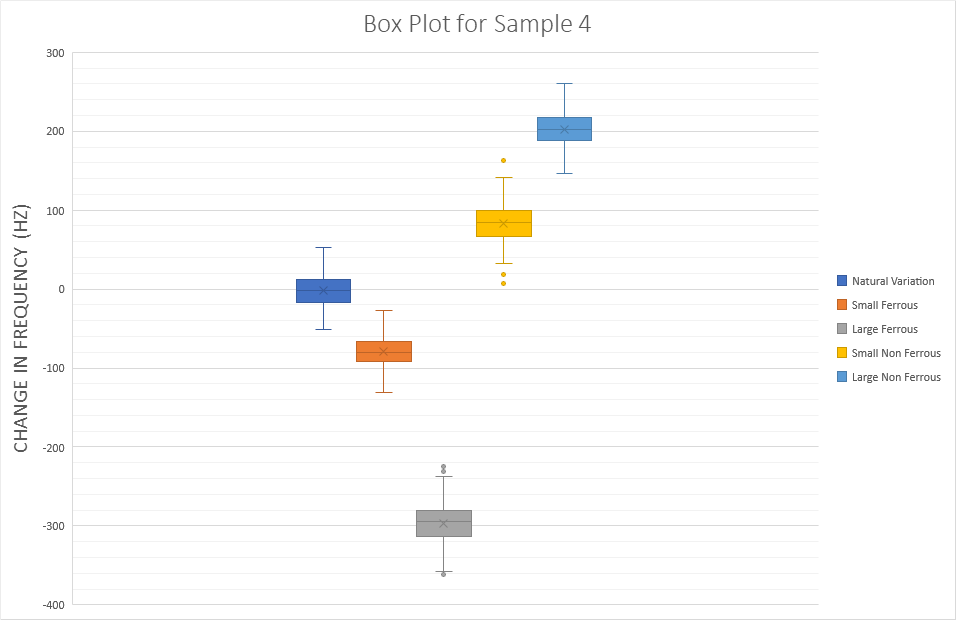 Box Plot for Sample 4
CHANGE IN FREQUENCY (HZ)
300
200
100
0
-100
-200
-300
-400
Natural Variation
Small Ferrous
Large Ferrous
Small Non Ferrous
Large Non Ferrous